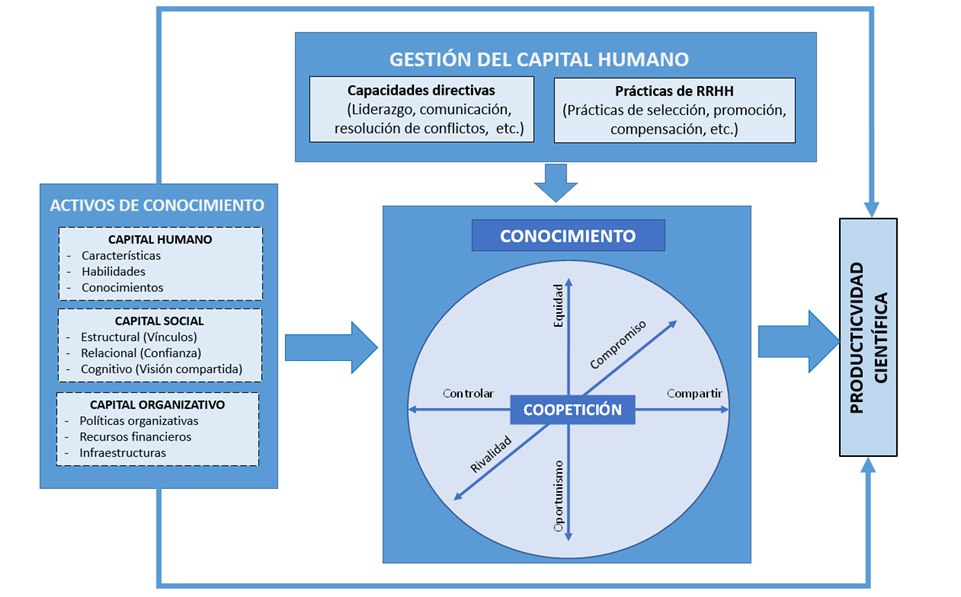 GESTIÓN DEL CAPITAL HUMANO
Capacidades directivas
(Liderazgo, comunicación,
resolución de conflictos, etc.)
Prácticas de RRHH
(Prácticas de selección, promoción,
compensación, etc.)
ACTIVOS DE CONOCIMIENTO
CAPITAL HUMANO
- Características
- Habilidades
- Conocimientos
CAPITAL SOCIAL
- Estructural (Vínculos)
- Relacional (Confianza)
- Cognitivo (Visión compartida)
CAPITAL ORGANIZATIVO
- Políticas organizativas
- Recursos financieros
- Infraestructuras
CONOCIMIENTO
Equidad
Compromiso
Controlar
Compartir
COOPETICIÓN
Rivalidad
Oportunismo
PRODUCTICVIDAD
CIENTÍFICA